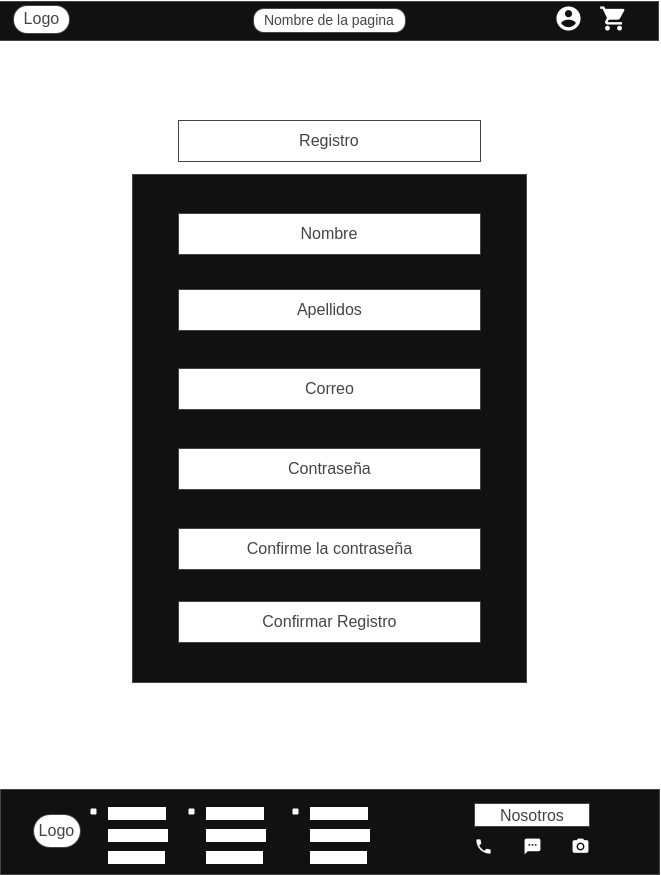 Logo
Nombre de la pagina
Registro
Nombre
Apellidos
Correo
Contraseña
Confirme la contraseña
Confirmar Registro
Logo
Nosotros